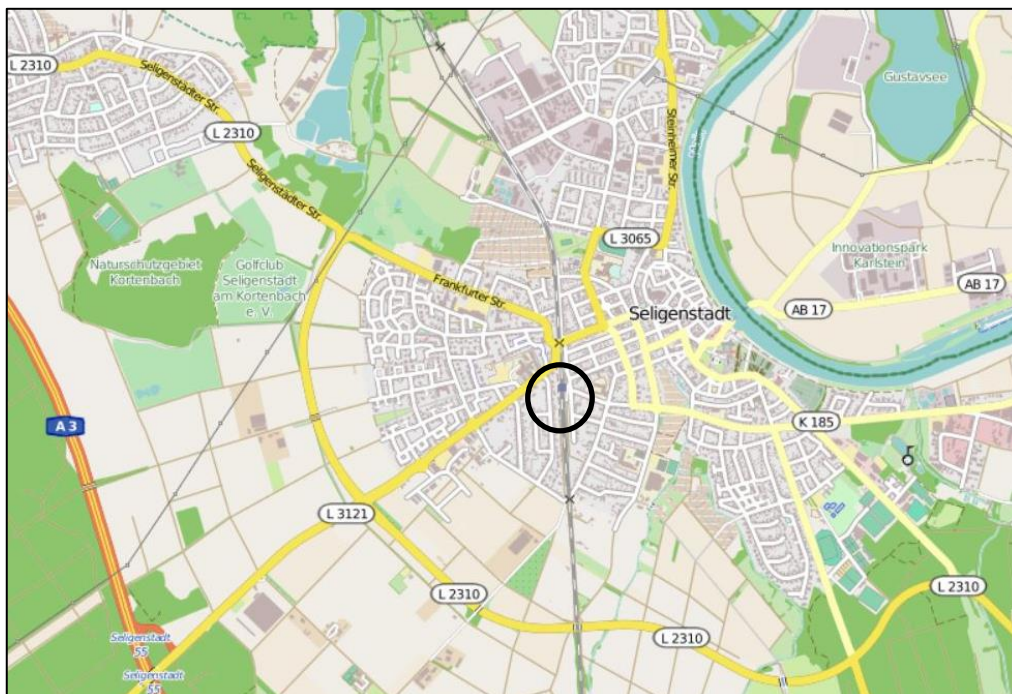 L 2310
Seligenstädter Str.
L 2310
Seligenstädter Str.
Steinheimer Str.
Gustavsee
L 3065
Naturschutzgebiet
Kortenbach
Golfclub
Seligenstadt
am Kortenbach
e. V.
Frankfurter Str.
Innovationspark
Karlstein
AB 17
AB 17
Seligenstadt
A 3
K 185
L 3121
L 2310
L 2310
L 2310
Seligenstadt
55
Seligenstadt
55